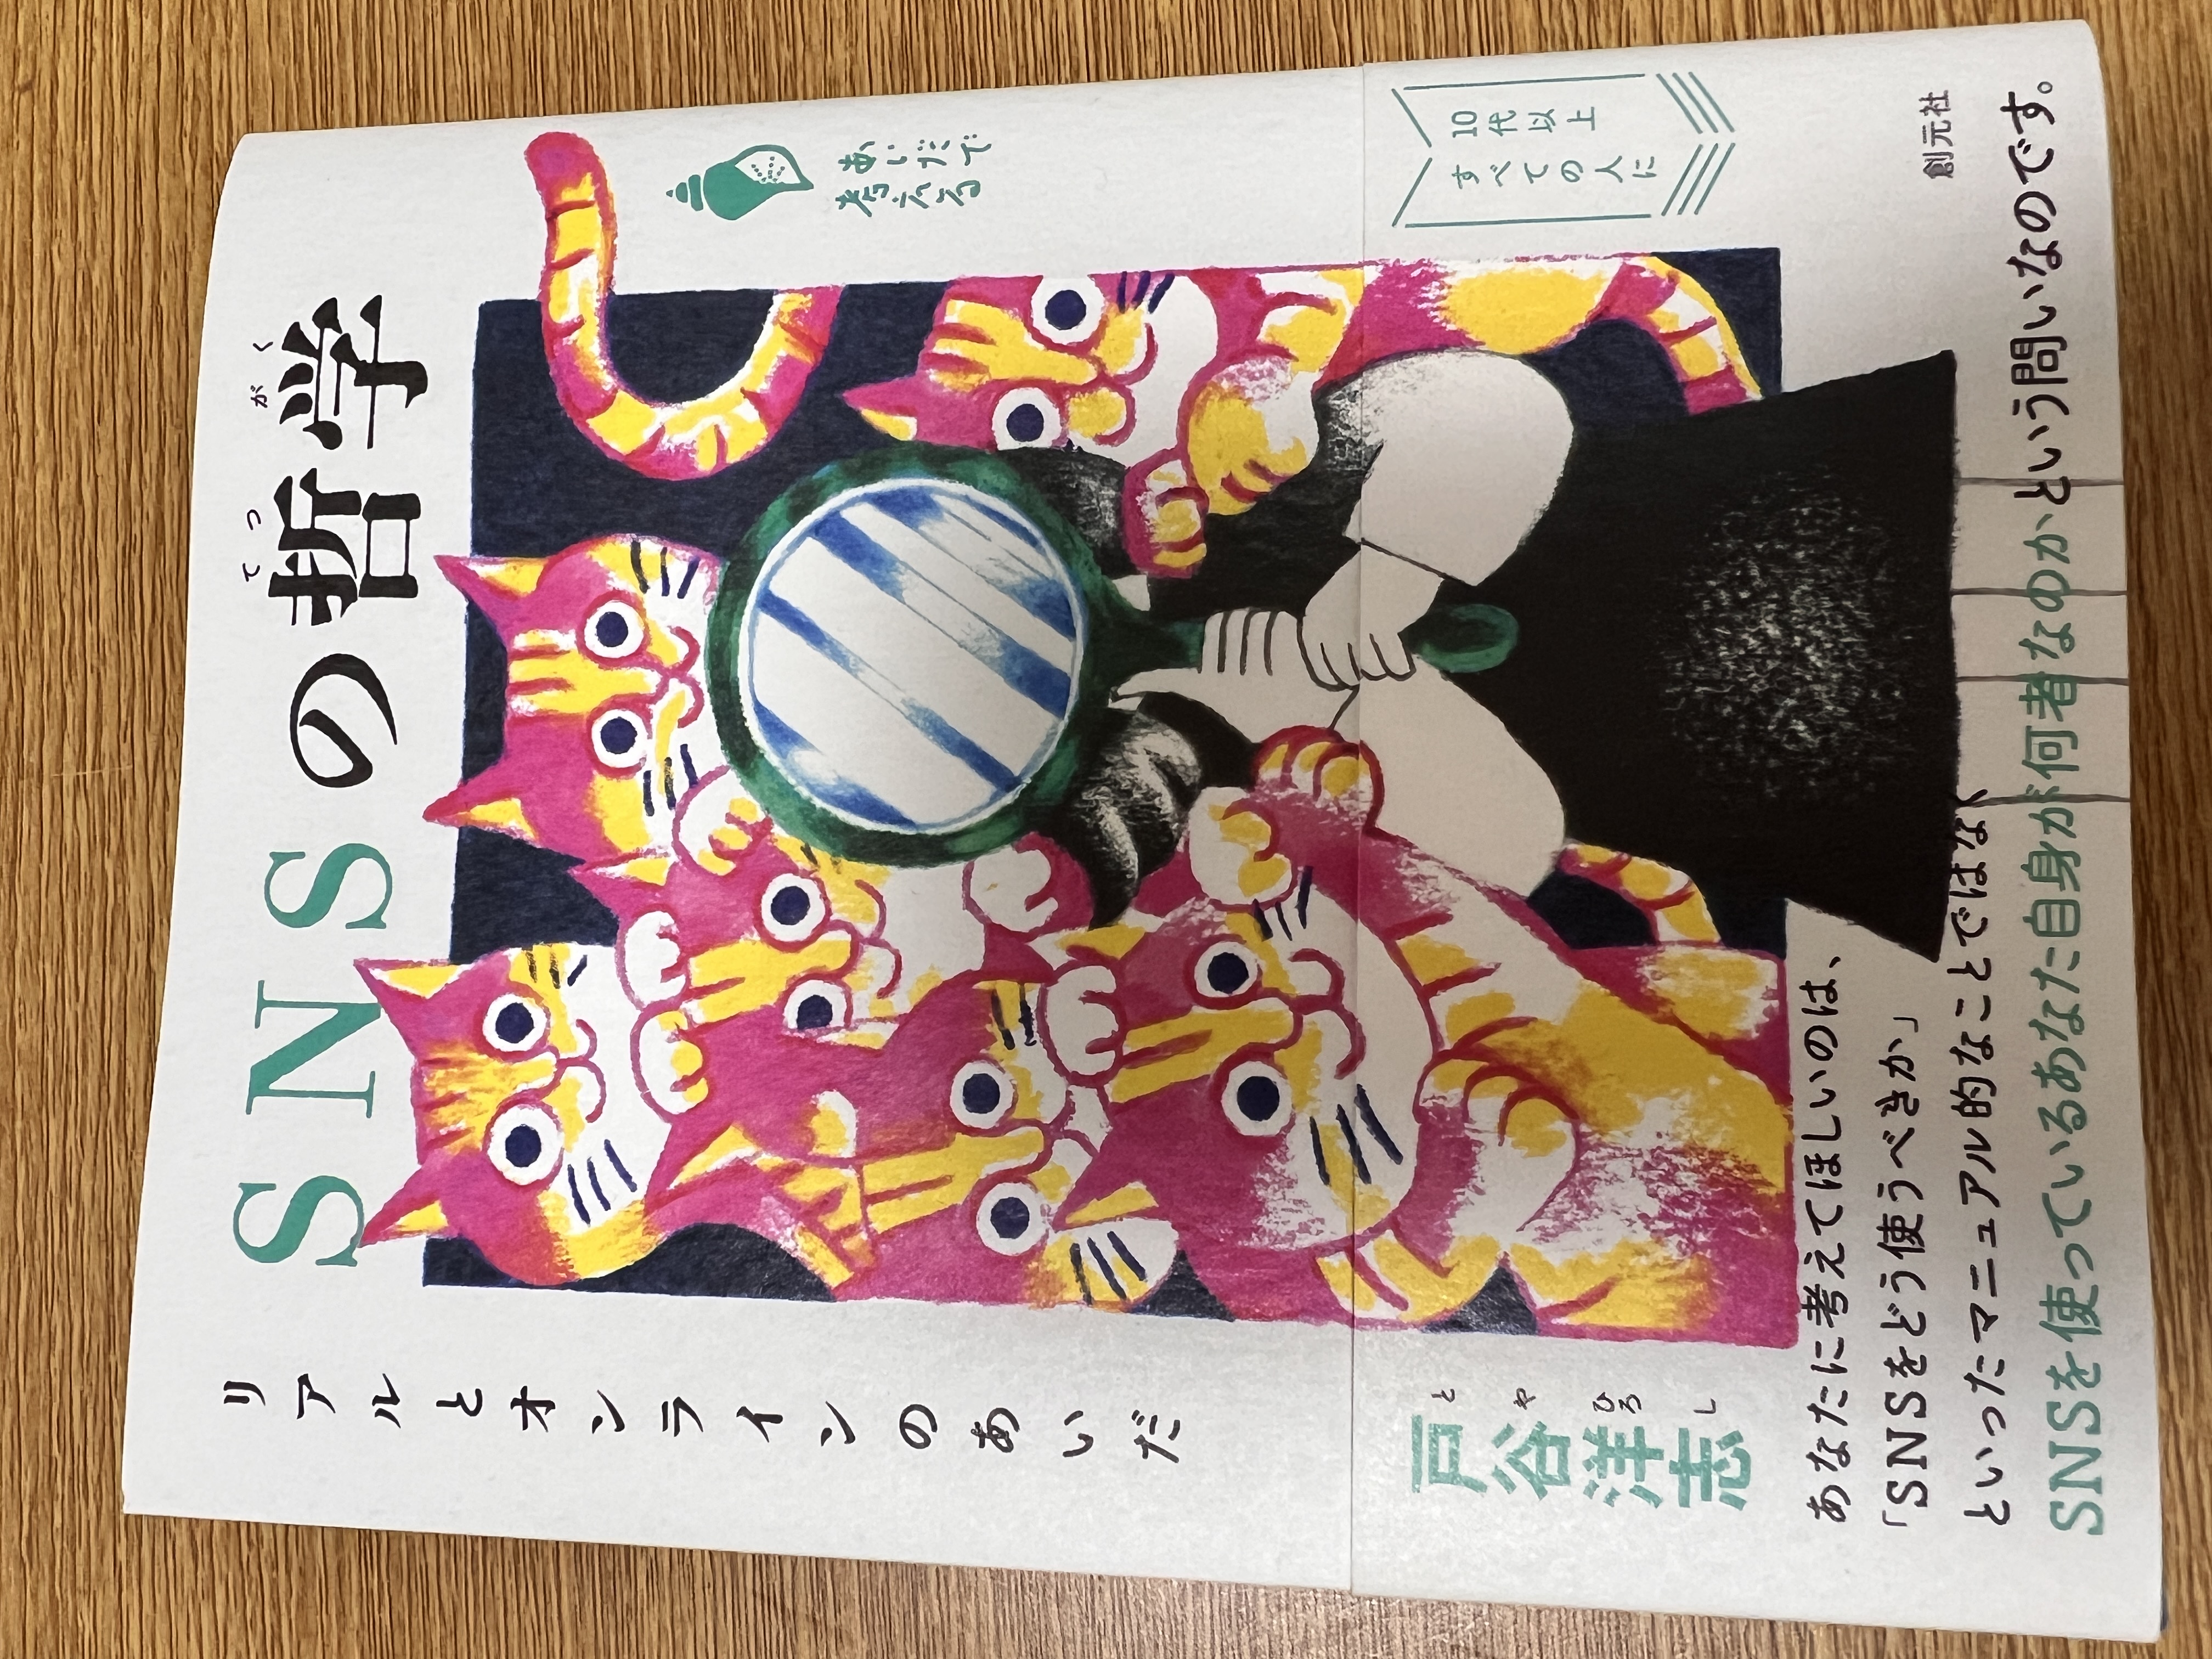 SNSの哲学
てつがく
リアルとオンラインのあいだ
あいだで
考える
戸谷洋志
とやひろし
10代以上
すべての人に
あなたに考えてほしいのは、
「SNSをどう使うべきか」
といったマニュアル的なことではなく
SNSを使っているあなた自身が何者なのかという問いなのです。
創元社